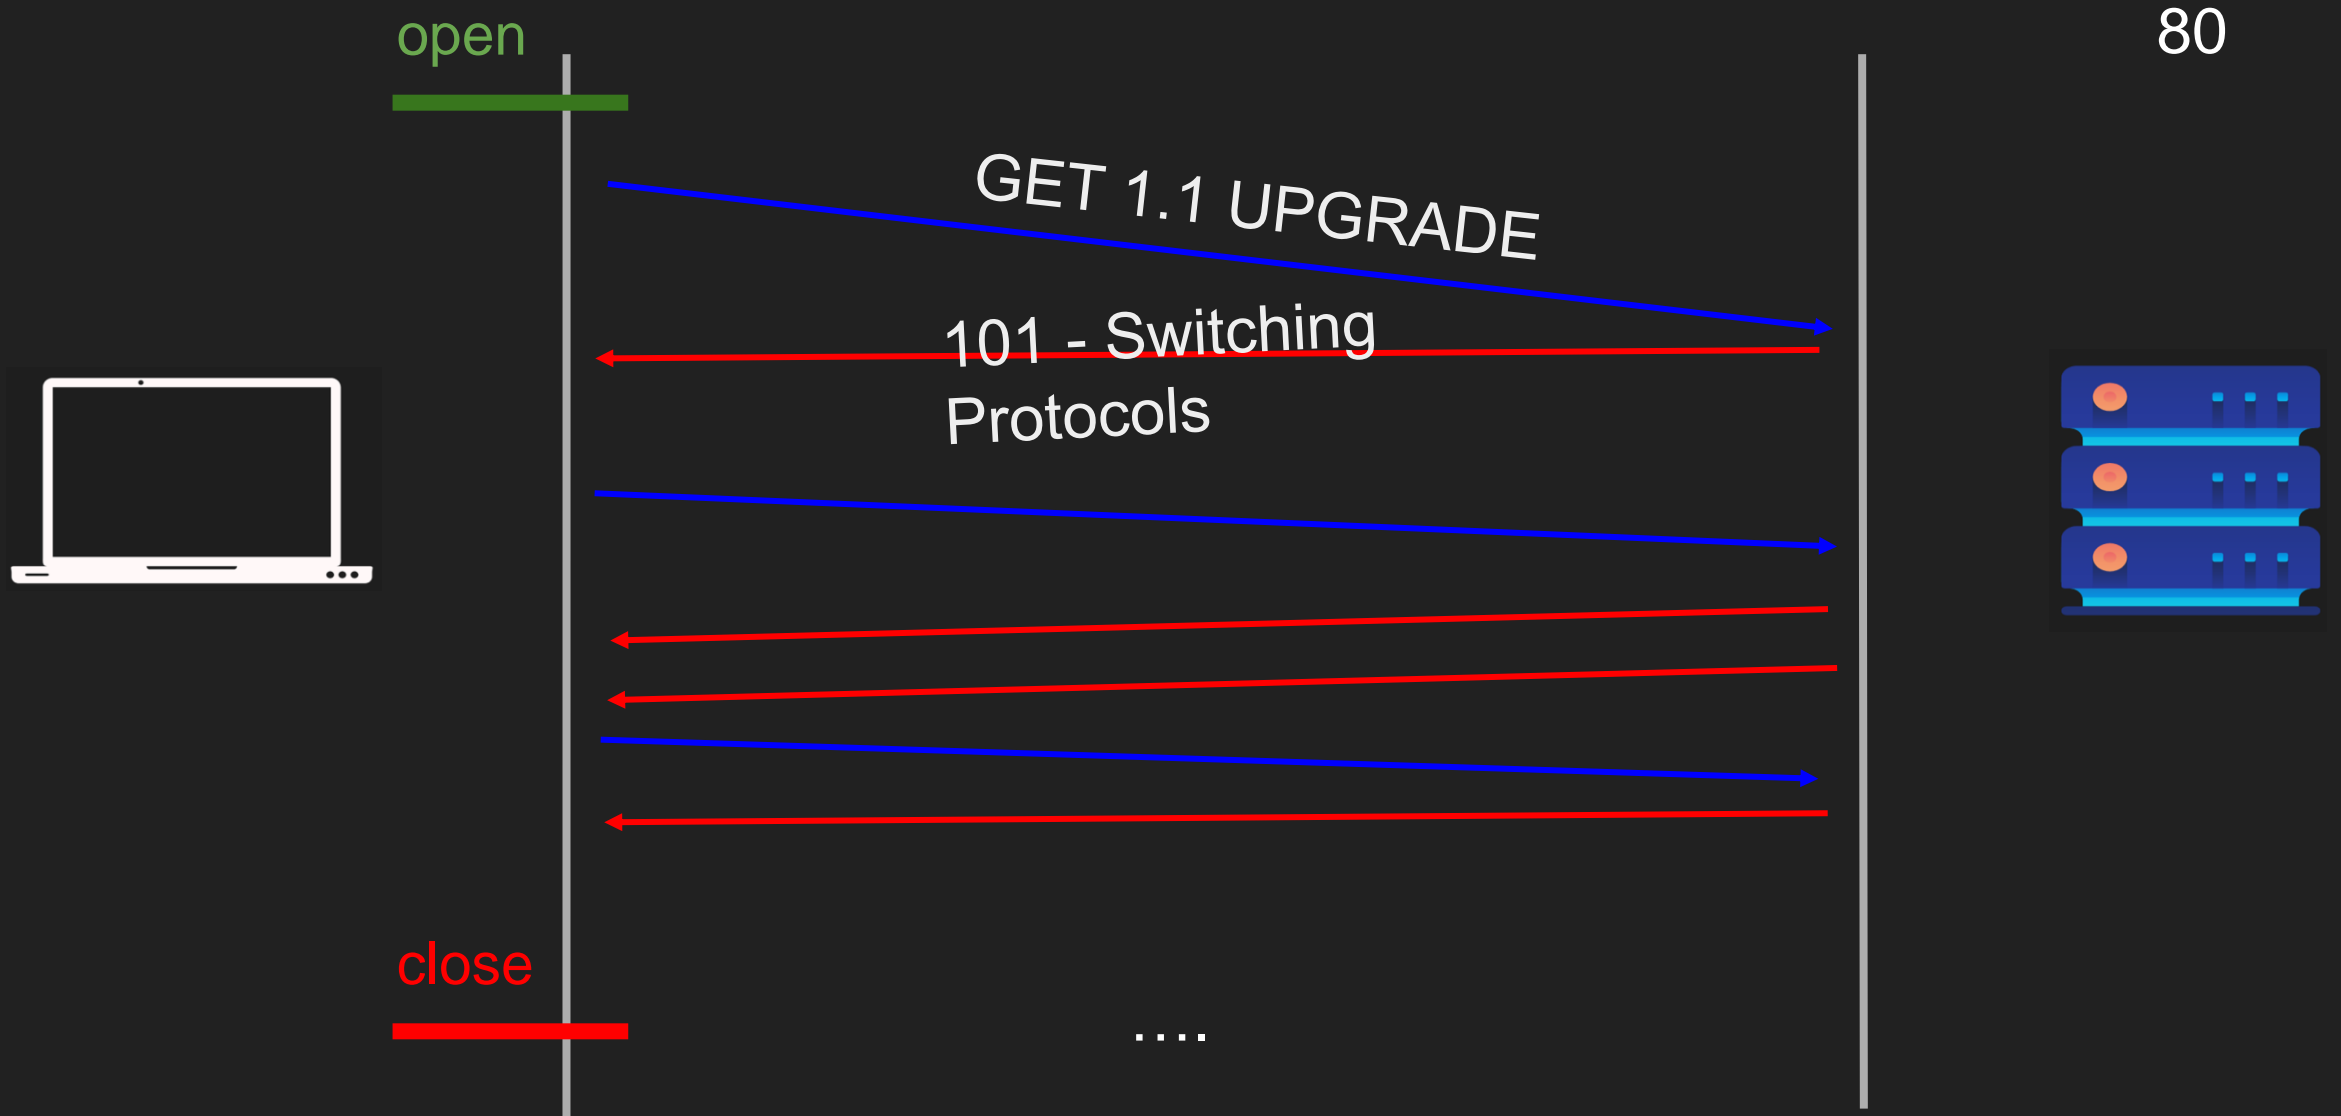 open
80
GET 1.1 UPGRADE
101 - Switching
Protocols
close
....